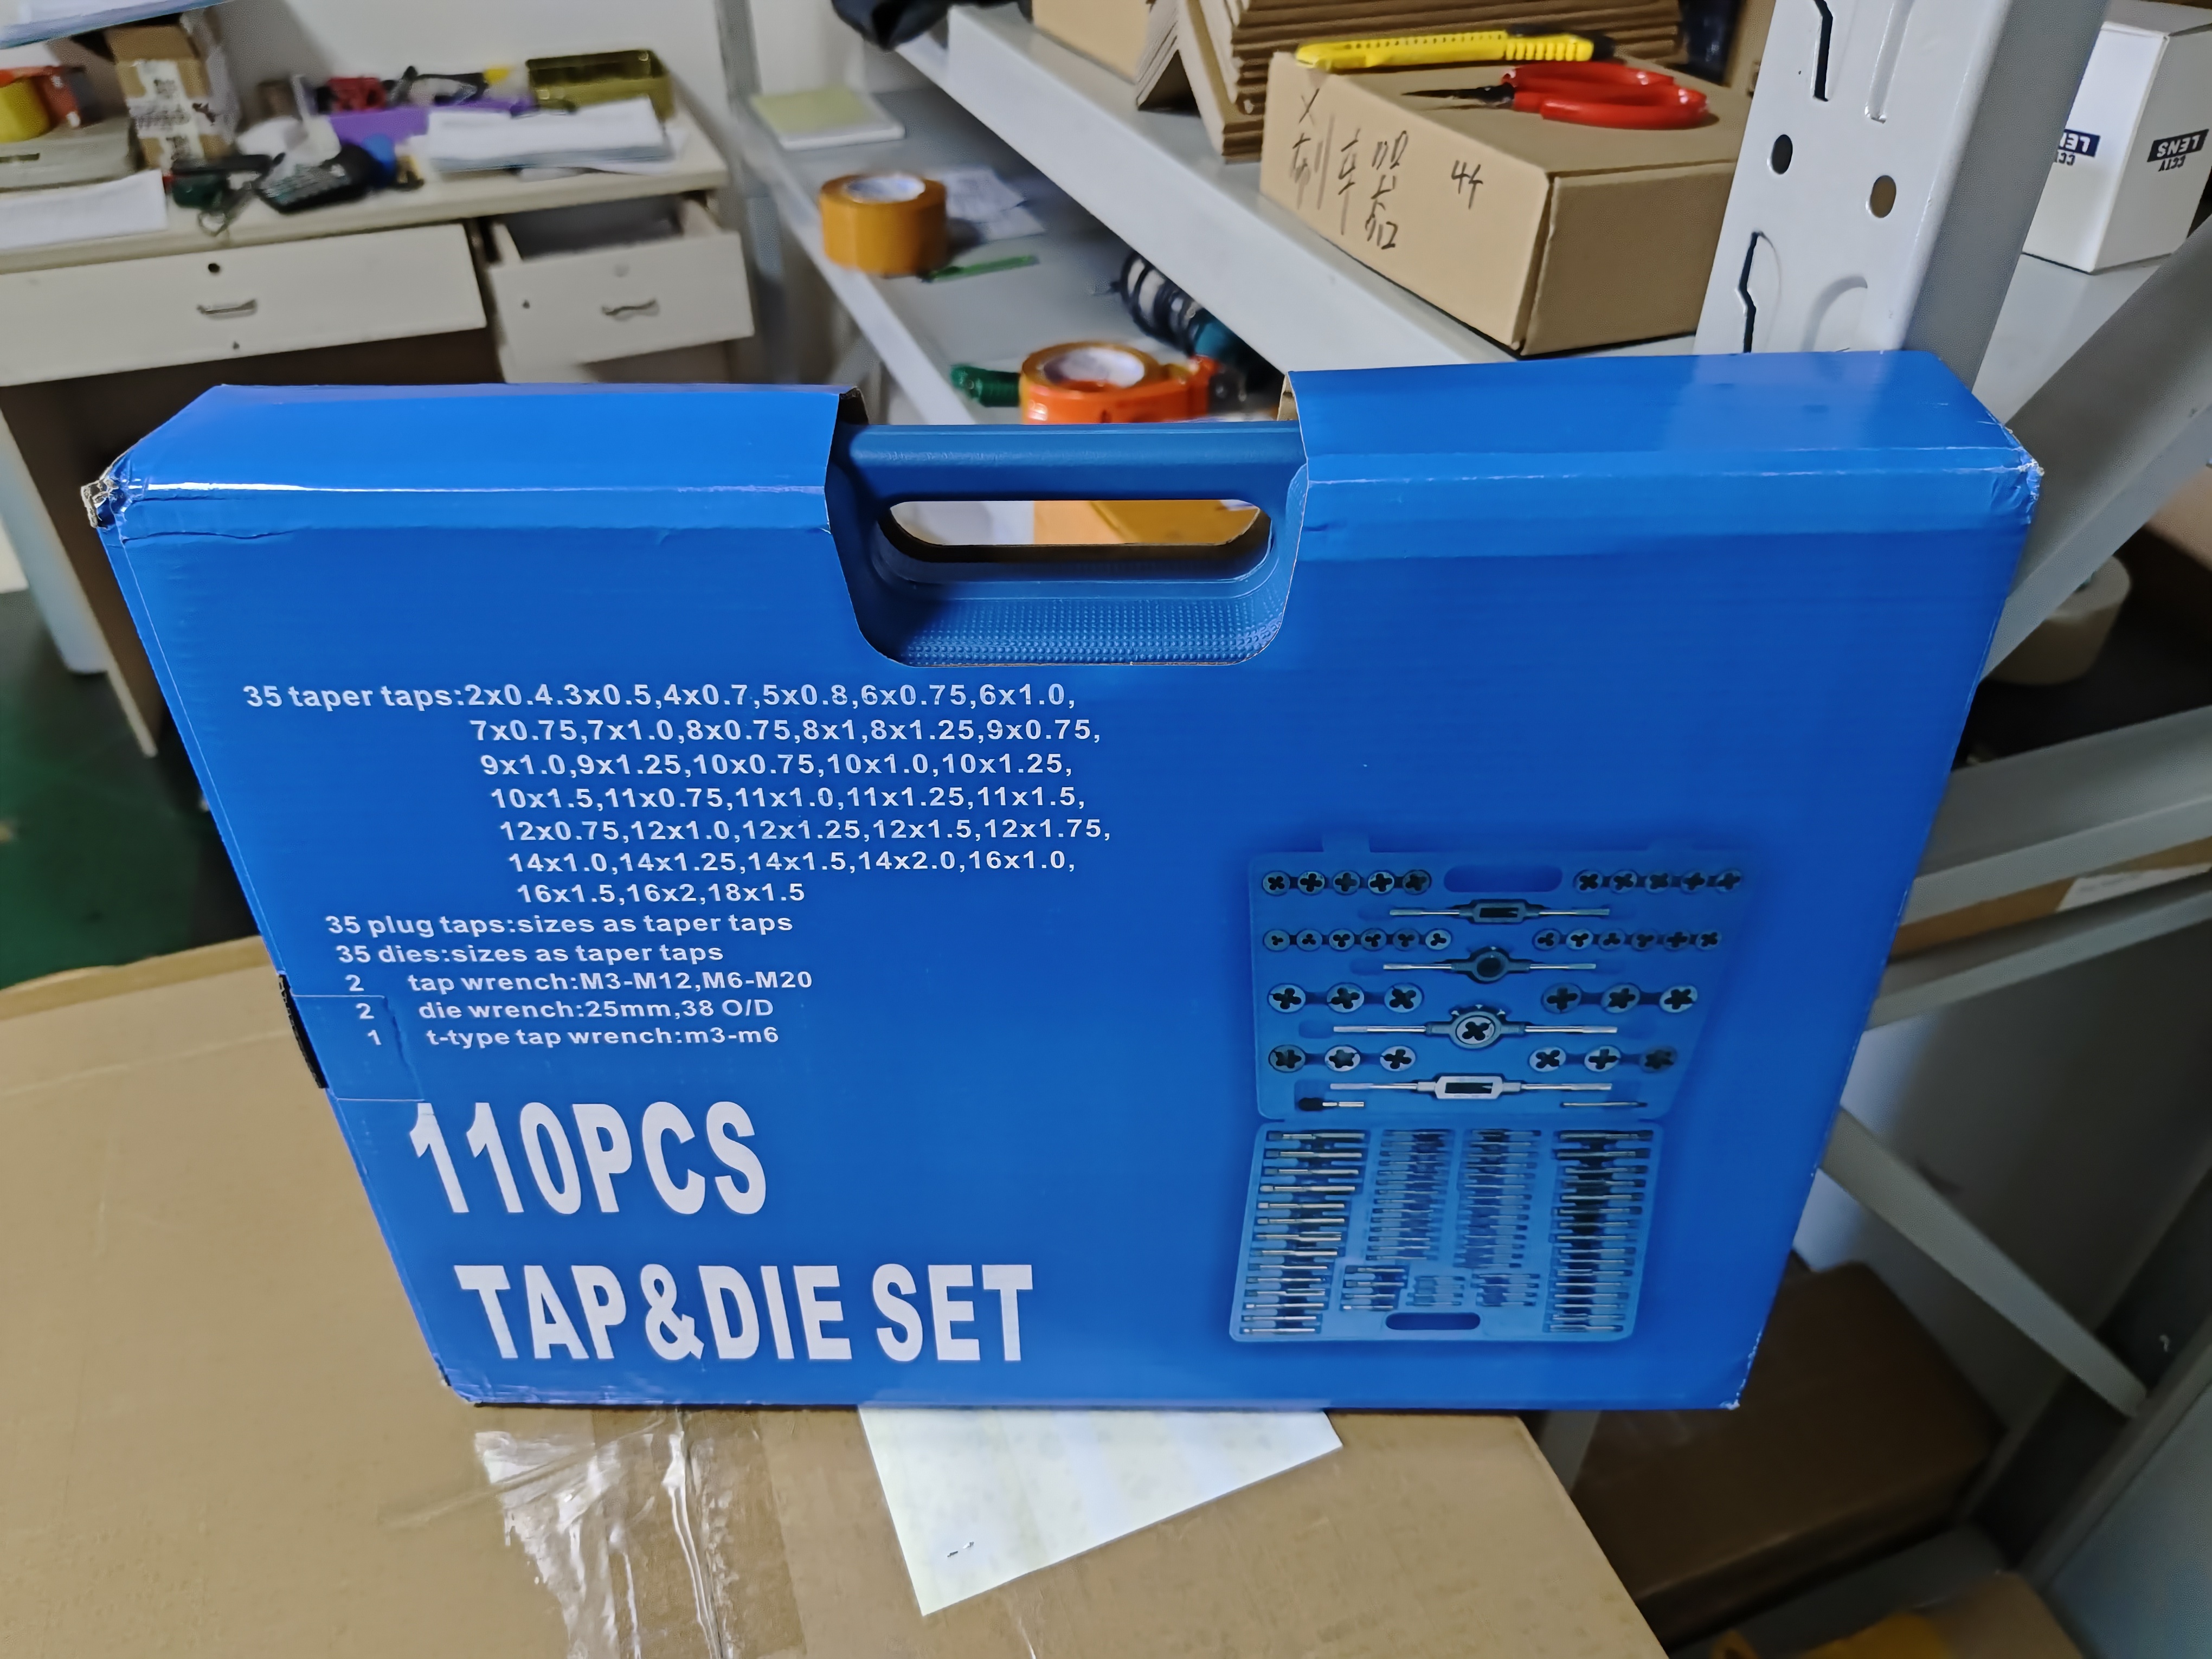 44
LENS
35 taper taps:2x0.4.3x0.5,4x0.7,5x0.8,6x0.75,6x1.0,
7x0.75,7x1.0,8x0.75,8x1,8x1.25,9x0.75,
9x1.0,9x1.25,10x0.75,10x1.0,10x1.25,
10x1.5,11x0.75,11x1.0,11x1.25,11x1.5,
12x0.75,12x1.0,12x1.25,12x1.5,12x1.75,
14x1.0,14x1.25,14x1.5,14x2.0,16x1.0,
16x1.5,16x2,18x1.5
35 plug taps:sizes as taper taps
35 dies:sizes as taper taps
2 tap wrench:M3-M12,M6-M20
2 die wrench:25mm,38 O/D
1 t-type tap wrench:m3-m6
110PCS
TAP&DIE SET